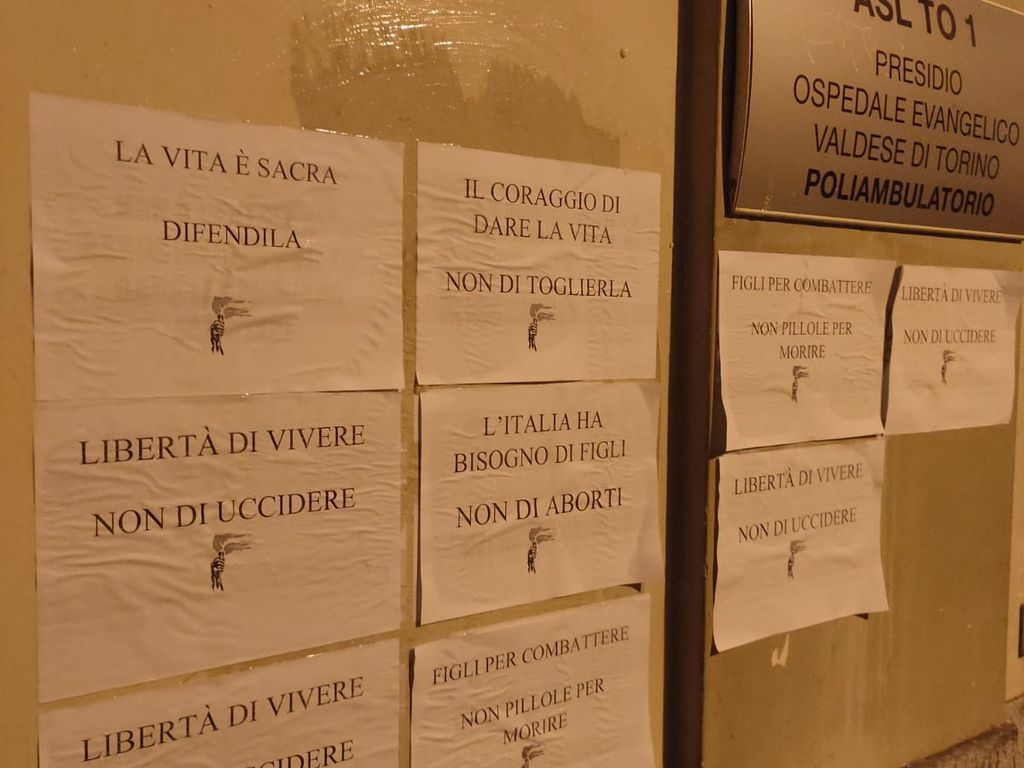 LA VITA È SACRA
DIFENDILA
IL CORAGGIO DI
DARE LA VITA
NON DI TOGLIERLA
LIBERTÀ DI VIVERE
NON DI UCCIDERE
L'ITALIA HA
BISOGNO DI FIGLI
NON DI ABORTI
LIBERTÀ DI VIVERE
UCCIDERE
FIGLI PER COMBATTERE
NON PILLOLE PER
MORIRE
ASL TO 1
PRESIDIO
OSPEDALE EVANGELICO
VALDESE DI TORINO
POLIAMBULATORIO
FIGLI PER COMBATTERE
NON PILLOLE PER
MORIRE
LIBERTÀ DI VIVERE
NON DI UCCIDERE
LIBERTÀ DI VIVERE
NON DI UCCIDERE